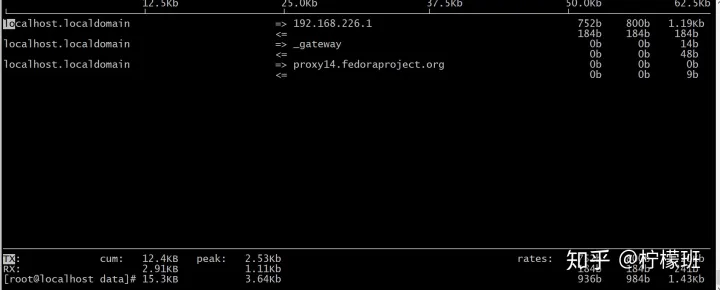 12.5Kb 25.0Kb 37.5Kb 50.0Kb 62.5Kb
localhost.localdomain => 192.168.226.1 752b 800b 1.19Kb
<= 184b 184b 184b
localhost.localdomain => _gateway 0b 0b 14b
<= 0b 0b 48b
localhost.localdomain => proxy14.fedoraproject.org 0b 0b 0b
<= 0b 0b 9b
TX: cum: 12.4KB peak: 2.53Kb rates:
RX: 2.91KB 1.11Kb 184b 184b 241b
[root@localhost data]# 15.3KB 3.64Kb 936b 984b 1.43Kb
知乎 @柠檬班